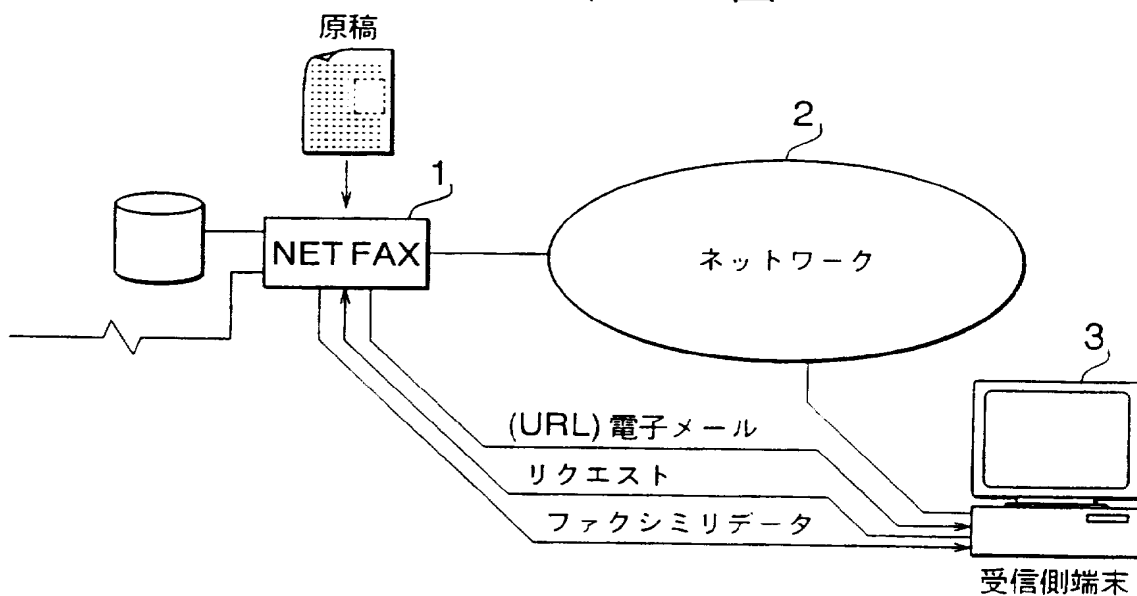 原稿
1
2
NET FAX
ネットワーク
3
(URL) 電子メール
リクエスト
ファクシミリデータ
受信側端末